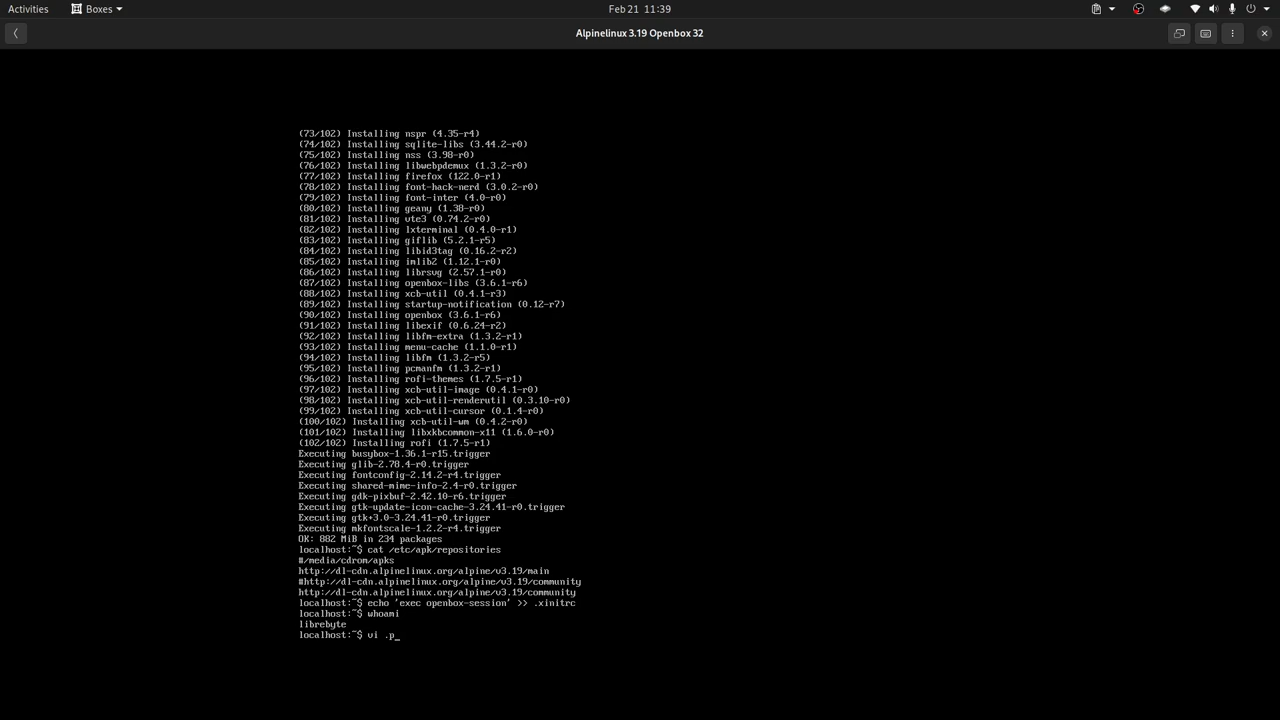 Activities
Boxes
Feb 21 11:39
Alpinelinux 3.19 Openbox 32
(73/102) Installing nspr (4.35-r4)
(74/102) Installing sqlite-libs (3.44.2-r0)
(75/102) Installing nss (3.98-r0)
(76/102) Installing libwebpdemux (1.3.2-r0)
(77/102) Installing firefox (122.0-r1)
(78/102) Installing font-hack-nerd (3.0.2-r0)
(79/102) Installing font-inter (4.0-r0)
(80/102) Installing geany (1.38-r0)
(81/102) Installing vte3 (0.74.2-r0)
(82/102) Installing lxterminal (0.4.0-r1)
(83/102) Installing giflib (5.2.1-r5)
(84/102) Installing libid3tag (0.16.2-r2)
(85/102) Installing imlib2 (1.12.1-r0)
(86/102) Installing librsvg (2.57.1-r0)
(87/102) Installing openbox-libs (3.6.1-r6)
(88/102) Installing xcb-util (0.4.1-r3)
(89/102) Installing startup-notification (0.12-r7)
(90/102) Installing openbox (3.6.1-r6)
(91/102) Installing libexif (0.6.24-r2)
(92/102) Installing libfm-extra (1.3.2-r1)
(93/102) Installing menu-cache (1.1.0-r1)
(94/102) Installing libfm (1.3.2-r5)
(95/102) Installing pcmanfm (1.3.2-r1)
(96/102) Installing rofi-themes (1.7.5-r1)
(97/102) Installing xcb-util-image (0.4.1-r0)
(98/102) Installing xcb-util-renderutil (0.3.10-r0)
(99/102) Installing xcb-util-cursor (0.1.4-r0)
(100/102) Installing xcb-util-wm (0.4.2-r0)
(101/102) Installing libxkbcommon-x11 (1.6.0-r0)
(102/102) Installing rofi (1.7.5-r1)
Executing busybox-1.36.1-r15.trigger
Executing glib-2.78.4-r0.trigger
Executing fontconfig-2.14.2-r4.trigger
Executing shared-mime-info-2.4-r0.trigger
Executing gdk-pixbuf-2.42.10-r6.trigger
Executing gtk-update-icon-cache-3.24.41-r0.trigger
Executing gtk+3.0-3.24.41-r0.trigger
Executing mkfontscale-1.2.2-r4.trigger
OK: 882 MiB in 234 packages
localhost:~$ cat /etc/apk/repositories
#/media/cdrom/apks
http://dl-cdn.alpinelinux.org/alpine/v3.19/main
#http://dl-cdn.alpinelinux.org/alpine/v3.19/community
http://dl-cdn.alpinelinux.org/alpine/v3.19/community
localhost:~$ echo 'exec openbox-session' >> .xinitrc
localhost:~$ whoami
librebyte
localhost:~$ vi .p_